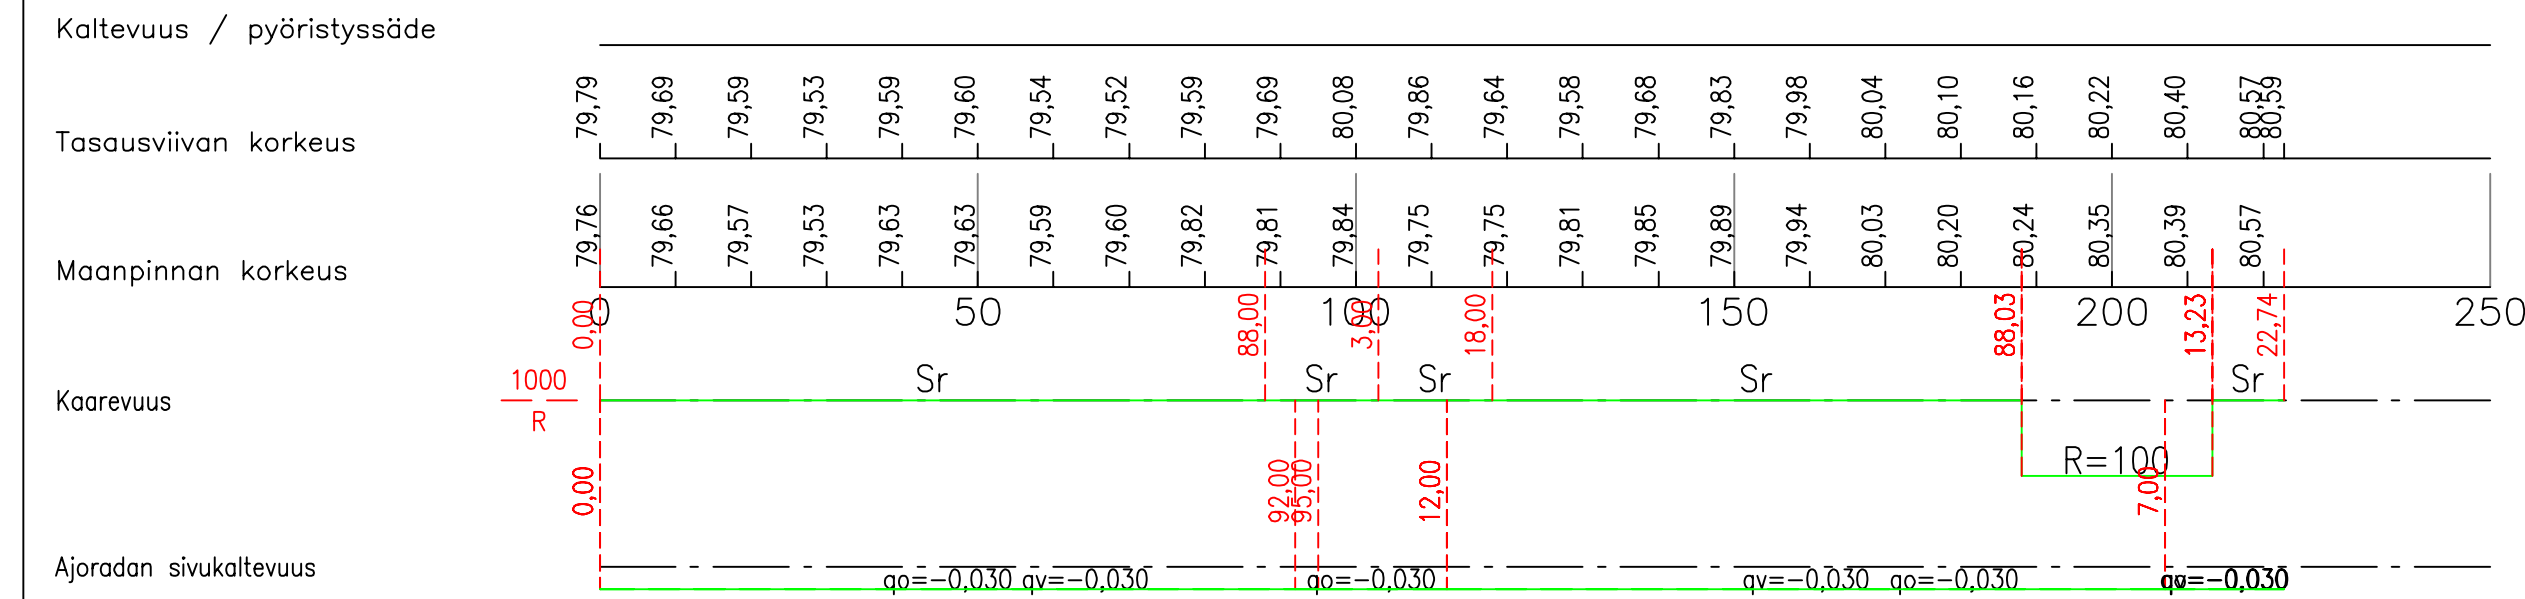 Kaltevuus / pyöristyssäde
Tasausviivan korkeus
79,79 79,69 79,59 79,53 79,59 79,60 79,54 79,52 79,59 79,69 80,08 79,86 79,64 79,58 79,68 79,83 79,98 80,04 80,10 80,16 80,22 80,40 80,57 80,59
Maanpinnan korkeus
79,76 79,66 79,57 79,53 79,63 79,63 79,59 79,60 79,82 79,81 79,84 79,75 79,75 79,81 79,85 79,89 79,94 80,03 80,20 80,24 80,35 80,39 80,57
0 50 100 150 200 250
0,00 88,00 3,00 18,00 88,03 13,23 22,74
Kaarevuus
1000
R
Sr Sr Sr Sr Sr
R=100
0,00 92,00 95,00 12,00 7,00
Ajoradan sivukaltevuus
qo=-0,030 qv=-0,030 qo=-0,030 qv=-0,030 qo=-0,030 =-0,030